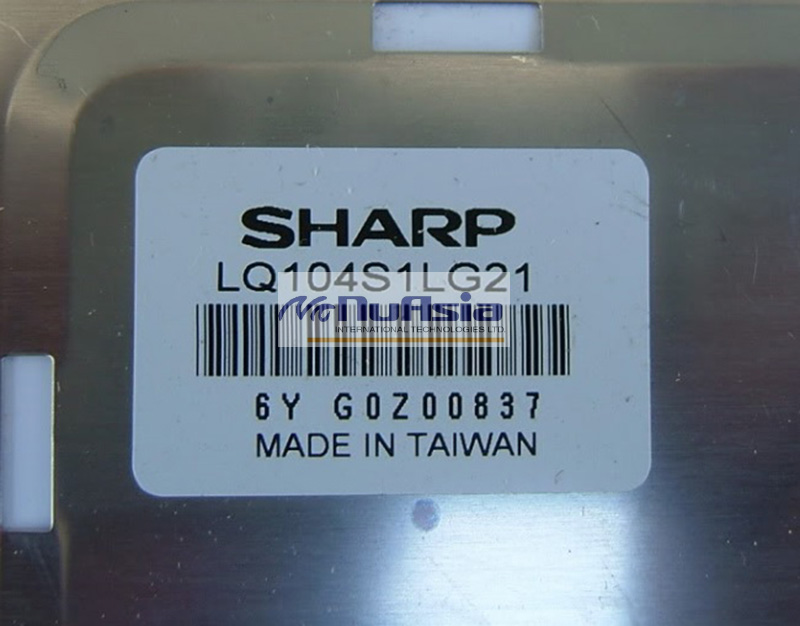 SHARP
LQ104S1LG21
NuAsia
INTERNATIONAL TECHNOLOGIES LTD.
6Y G0Z00837
MADE IN TAIWAN